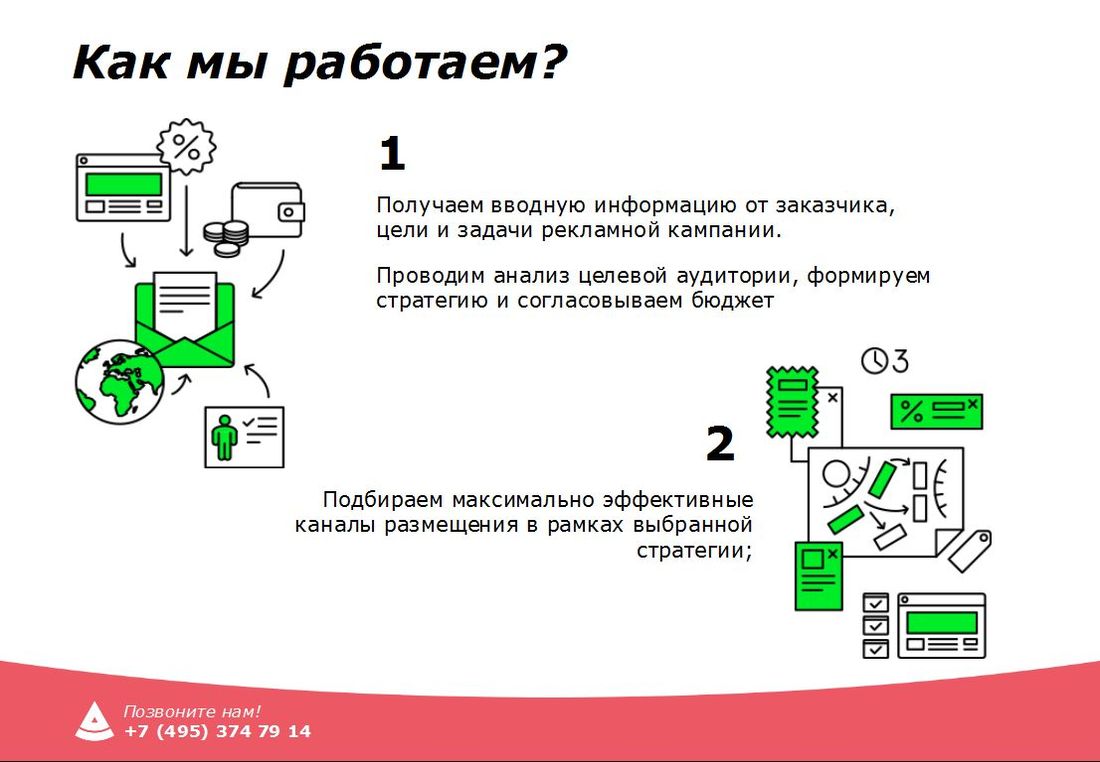 Как мы работаем?
1
Получаем вводную информацию от заказчика,
цели и задачи рекламной кампании.
Проводим анализ целевой аудитории, формируем
стратегию и согласовываем бюджет
3
2
Подбираем максимально эффективные
каналы размещения в рамках выбранной
стратегии;
Позвоните нам!
+7 (495) 374 79 14